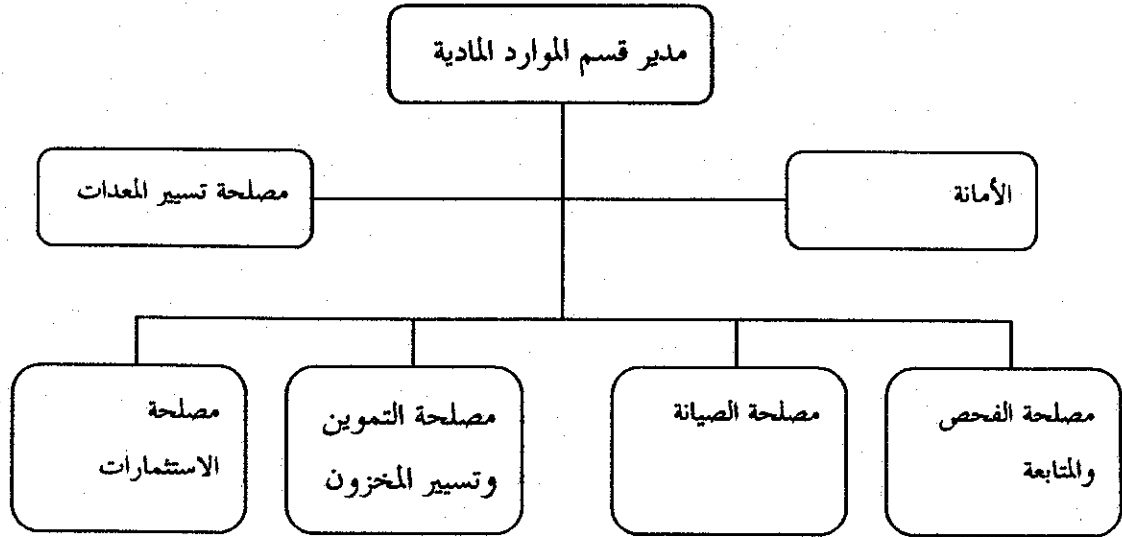 مدير قسم الموارد المادية
الأمانة
مصلحة تسيير المعدات
مصلحة الفحص
والمتابعة
مصلحة الصيانة
مصلحة التموين
وتسيير المخزون
مصلحة
الاستثمارات